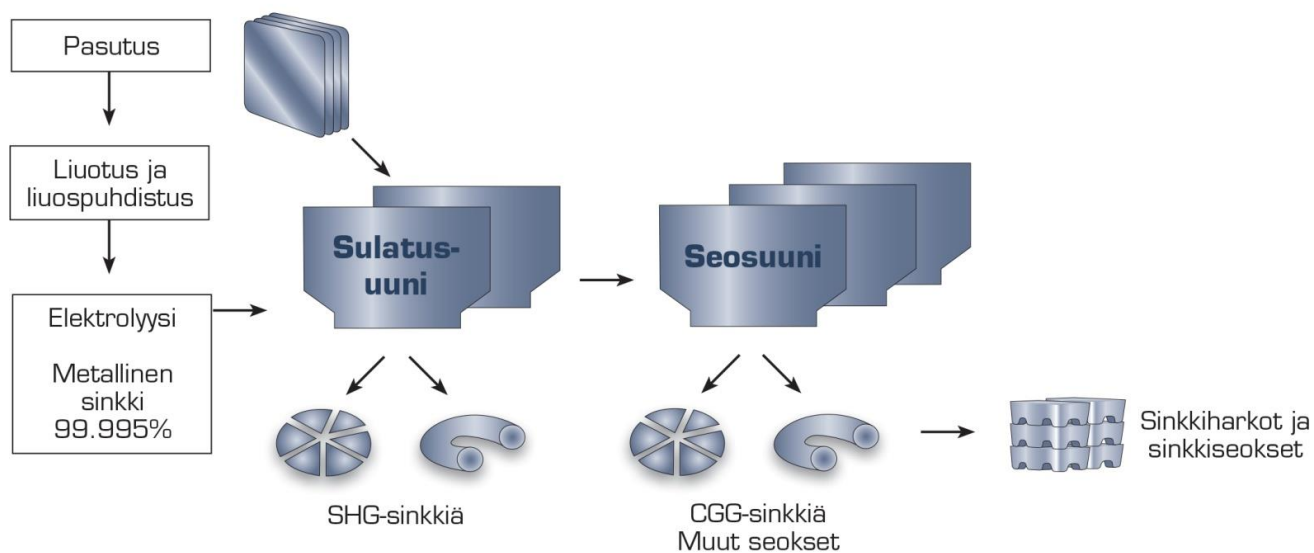 Pasutus
Liuotus ja
liuospuhdistus
Elektrolyysi
Metallinen
sinkki
99.995%
Sulatus-
uuni
SHG-sinkkiä
Seosuuni
CGG-sinkkiä
Muut seokset
Sinkkiharkot ja
sinkkiseokset